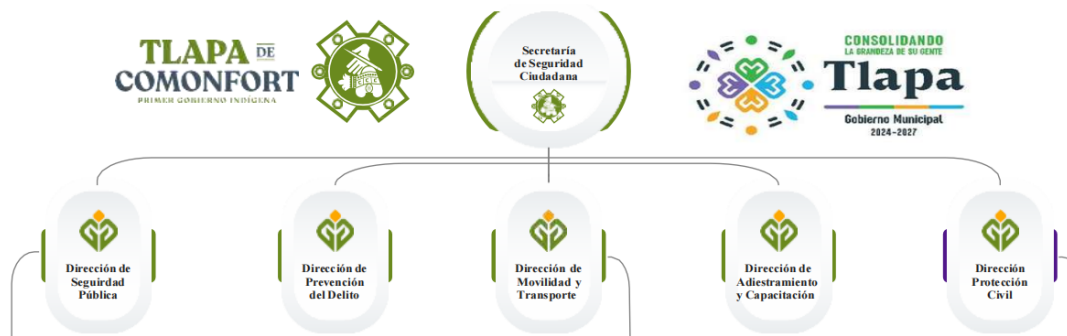 TLAPA DE
COMONFORT
PRIMER GOBIERNO INDÍGENA
Secretaría
de Seguridad
Ciudadana
CONSOLIDANDO
LA GRANDEZA DE SU GENTE
Tlapa
Gobierno Municipal
2024-2027
Dirección de
Seguirdad
Pública
Dirección de
Prevención
del Delito
Dirección de
Movilidad y
Transporte
Dirección de
Adiestramiento
y Capacitación
Dirección
Protección
Civil